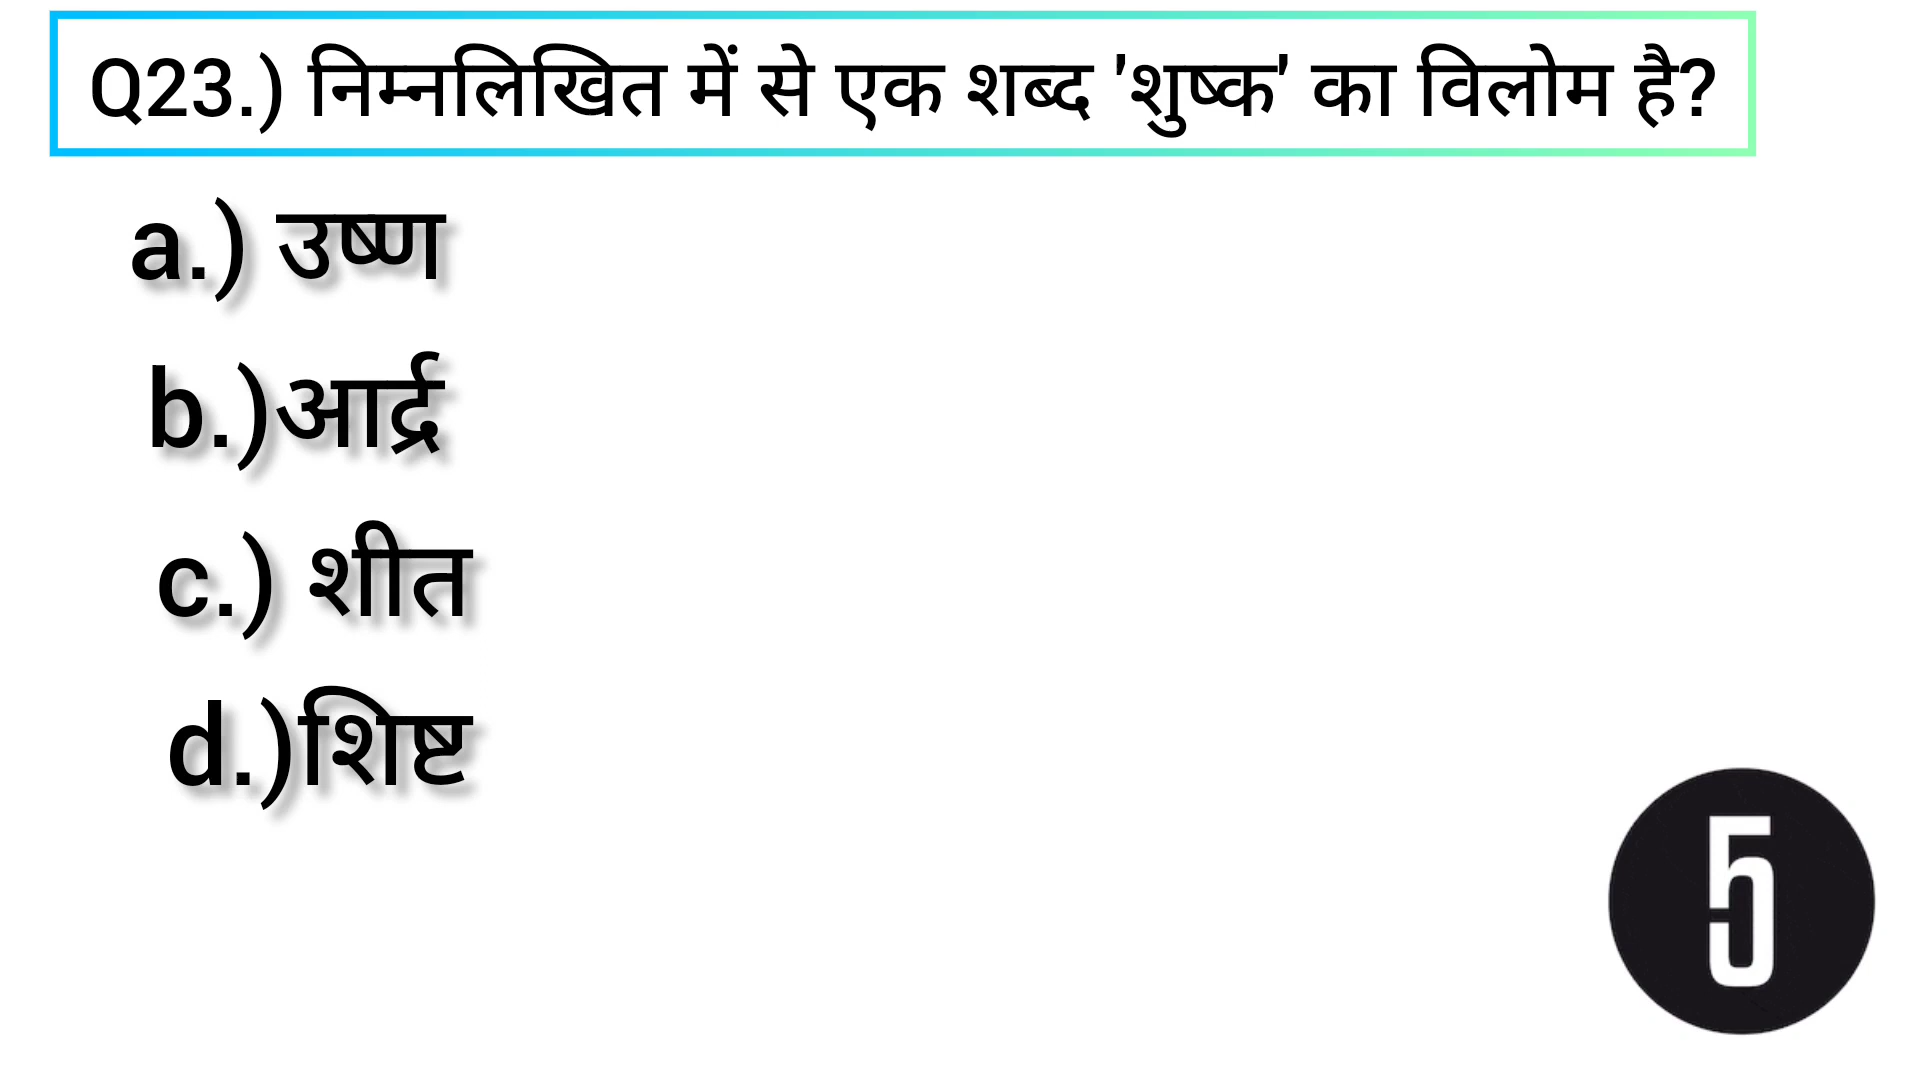 Q23.) निम्नलिखित में से एक शब्द 'शुष्क' का विलोम है?
a.) उष्ण
b.)आर्द्र
c.) शीत
d.)शिष्ट
5